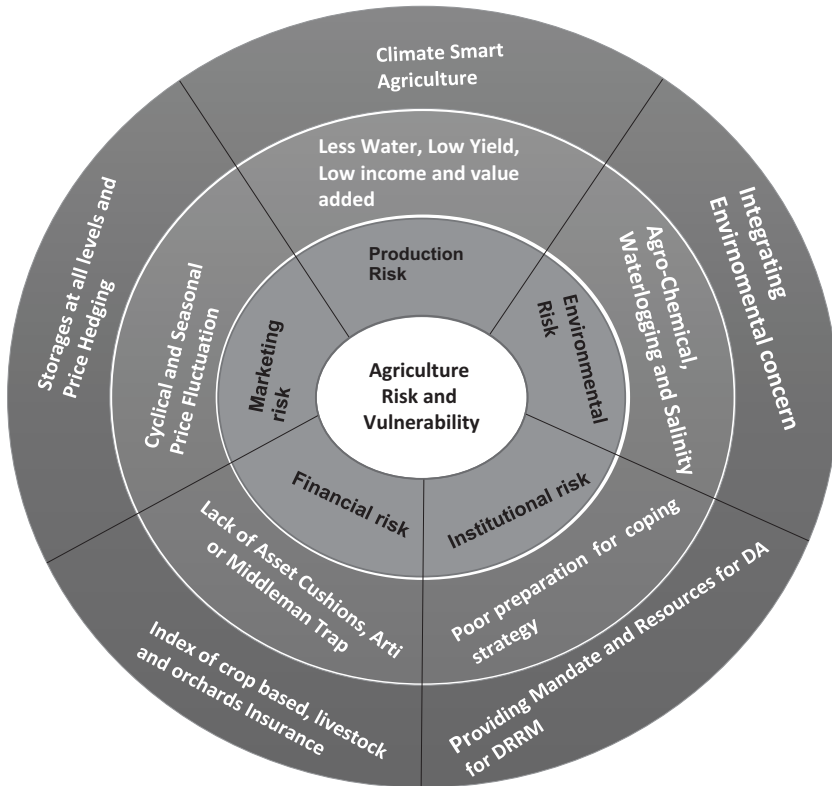 Climate Smart
Agriculture
Less Water, Low Yield,
Low income and value
added
Production
Risk
Integrating
Envirnomental concern
Agro-Chemical,
Waterlogging and Salinity
Environmental
Risk
Storages at all levels and
Price Hedging
Cyclical and Seasonal
Price Fluctuation
Marketing
risk
Agriculture
Risk and
Vulnerability
Financial risk
Lack of Asset Cushions, Arti
or Middleman Trap
Index of crop based, livestock
and orchards Insurance
Institutional risk
Poor preparation for coping
strategy
Providing Mandate and Resources for DA
for DRRM